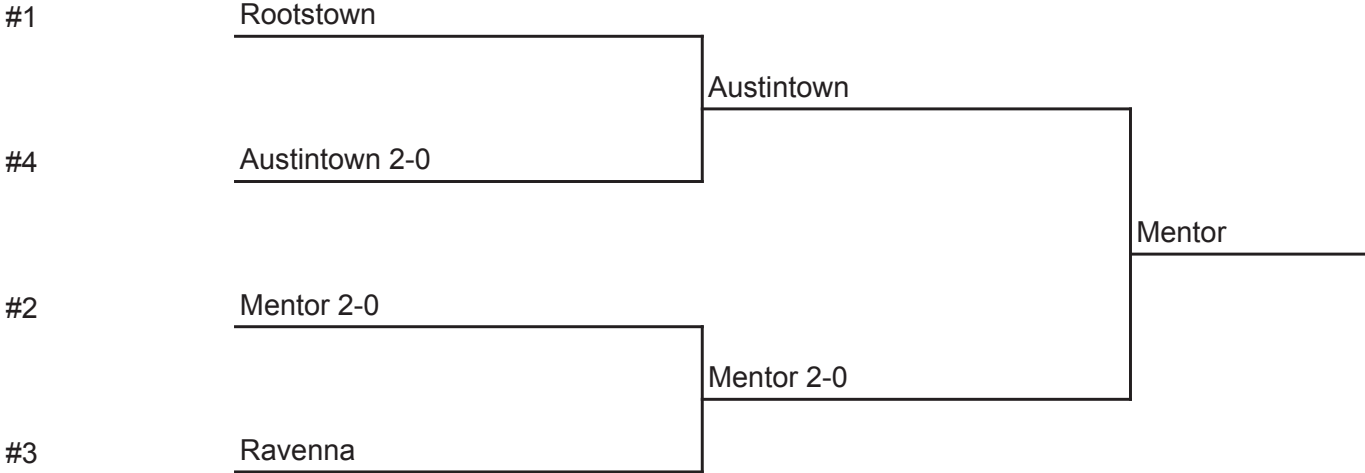 #1 Rootstown
Austintown
#4 Austintown 2-0
Mentor
#2 Mentor 2-0
Mentor 2-0
#3 Ravenna